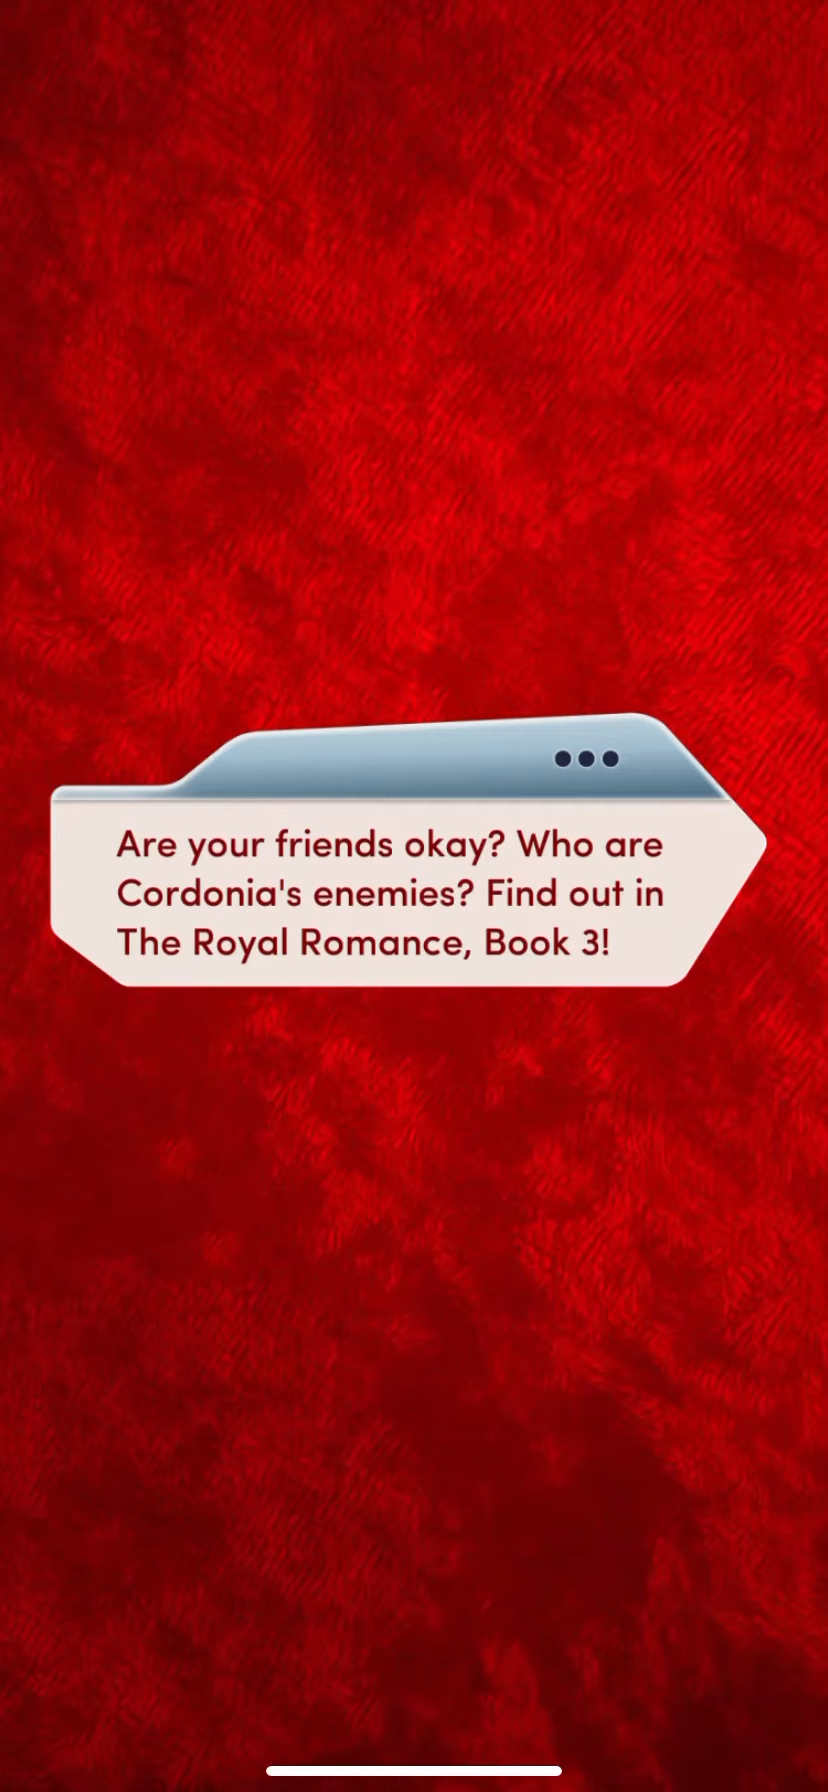 Are your friends okay? Who are
Cordonia's enemies? Find out in
The Royal Romance, Book 3!